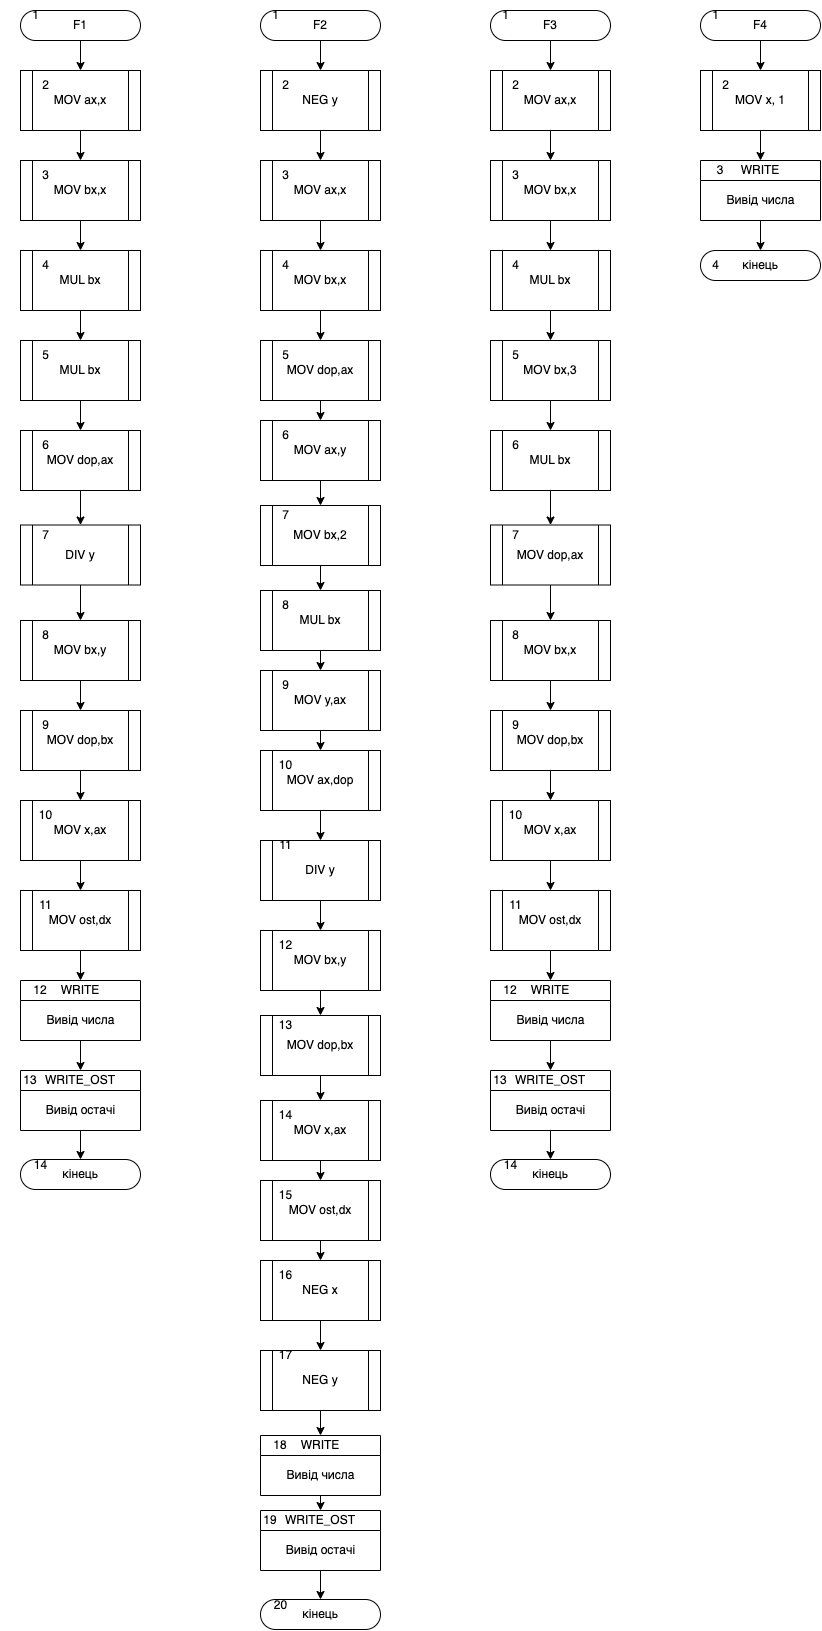 1 F1
2
MOV ax,x
3
MOV bx,x
4
MUL bx
5
MUL bx
6
MOV dop,ax
7
DIV y
8
MOV bx,y
9
MOV dop,bx
10
MOV x,ax
11
MOV ost,dx
12 WRITE
Вивід числа
13 WRITE_OST
Вивід остачі
14
кінець
1 F2
2
NEG y
3
MOV ax,x
4
MOV bx,x
5
MOV dop,ax
6
MOV ax,y
7
MOV bx,2
8
MUL bx
9
MOV y,ax
10
MOV ax,dop
11
DIV y
12
MOV bx,y
13
MOV dop,bx
14
MOV x,ax
15
MOV ost,dx
16
NEG x
17
NEG y
18 WRITE
Вивід числа
19 WRITE_OST
Вивід остачі
20
кінець
1 F3
2
MOV ax,x
3
MOV bx,x
4
MUL bx
5
MOV bx,3
6
MUL bx
7
MOV dop,ax
8
MOV bx,x
9
MOV dop,bx
10
MOV x,ax
11
MOV ost,dx
12 WRITE
Вивід числа
13 WRITE_OST
Вивід остачі
14
кінець
1 F4
2
MOV x, 1
3 WRITE
Вивід числа
4 кінець